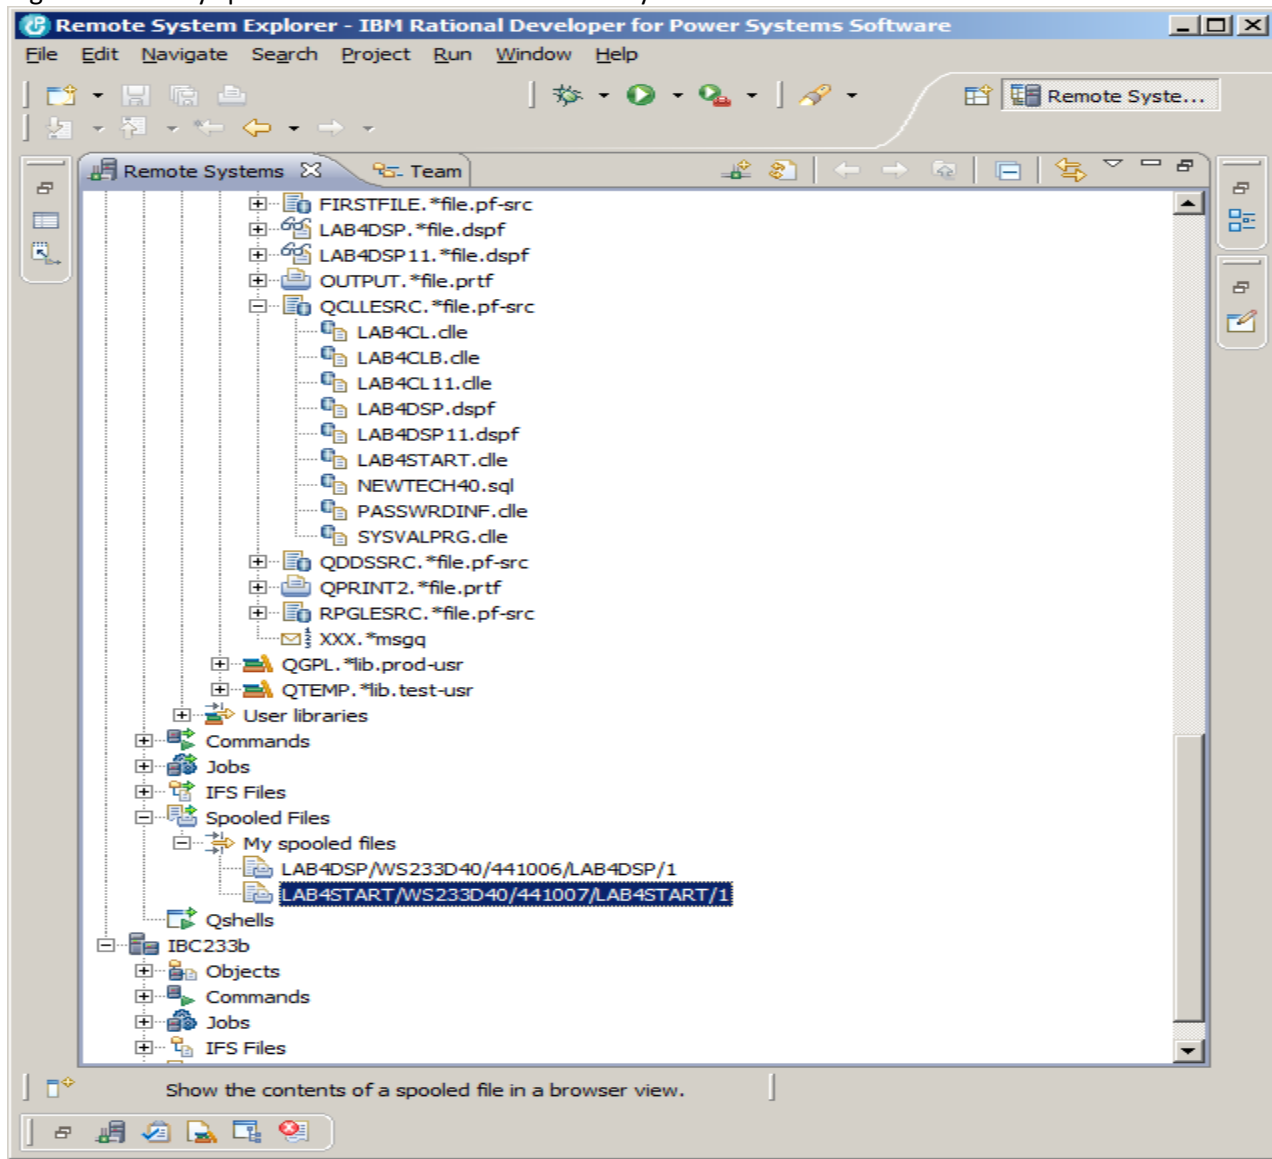 Remote System Explorer - IBM Rational Developer for Power Systems Software
File Edit Navigate Search Project Run Window Help
Remote Syste...
Remote Systems Team
FIRSTFILE.*file.pf-src
LAB4DSP.*file.dspf
LAB4DSP11.*file.dspf
OUTPUT.*file.prtf
QCLLESRC.*file.pf-src
LAB4CL.clle
LAB4CLB.clle
LAB4CL11.clle
LAB4DSP.dspf
LAB4DSP11.dspf
LAB4START.clle
NEWTECH40.sql
PASSWRDINF.clle
SYSVALPRG.clle
QDDSSRC.*file.pf-src
QPRINT2.*file.prtf
RPGLESRC.*file.pf-src
XXX.*msgq
QGPL.*lib.prod-usr
QTEMP.*lib.test-usr
User libraries
Commands
Jobs
IFS Files
Spooled Files
My spooled files
LAB4DSP/WS233D40/441006/LAB4DSP/1
LAB4START/WS233D40/441007/LAB4START/1
Qshells
IBC233b
Objects
Commands
Jobs
IFS Files
Show the contents of a spooled file in a browser view.